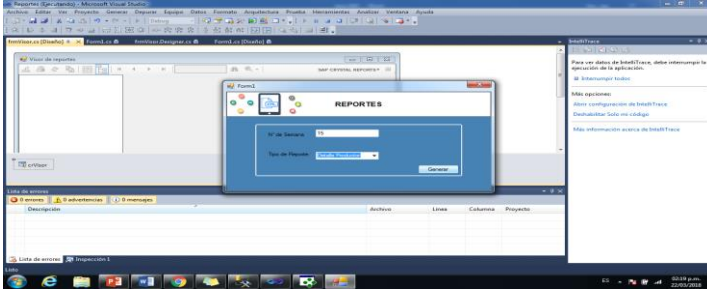 Reportes (Ejecutando) - Microsoft Visual Studio
Archivo Editar Ver Proyecto Generar Depurar Equipo Datos Formato Arquitectura Prueba Herramientas Analizar Ventana Ayuda
frmVisor.cs [Diseño] Form1.cs frmVisor.Designer.cs Form1.cs [Diseño]
IntelliTrace
Visor de reportes
SAP CRYSTAL REPORTS
Para ver datos de IntelliTrace, debe interrumpir la
ejecución de la aplicación.
Interrumpir todos
Más opciones:
Abrir configuración de IntelliTrace
Deshabilitar Solo mi código
Más información acerca de IntelliTrace
Form1
REPORTES
N° de Semana 15
Tipo de Reporte
Generar
crVisor
Lista de errores
0 errores 0 advertencias 0 mensajes
Descripción Archivo Línea Columna Proyecto
Lista de errores Inspección 1
Listo
ES 02:19 p.m.
22/03/2018